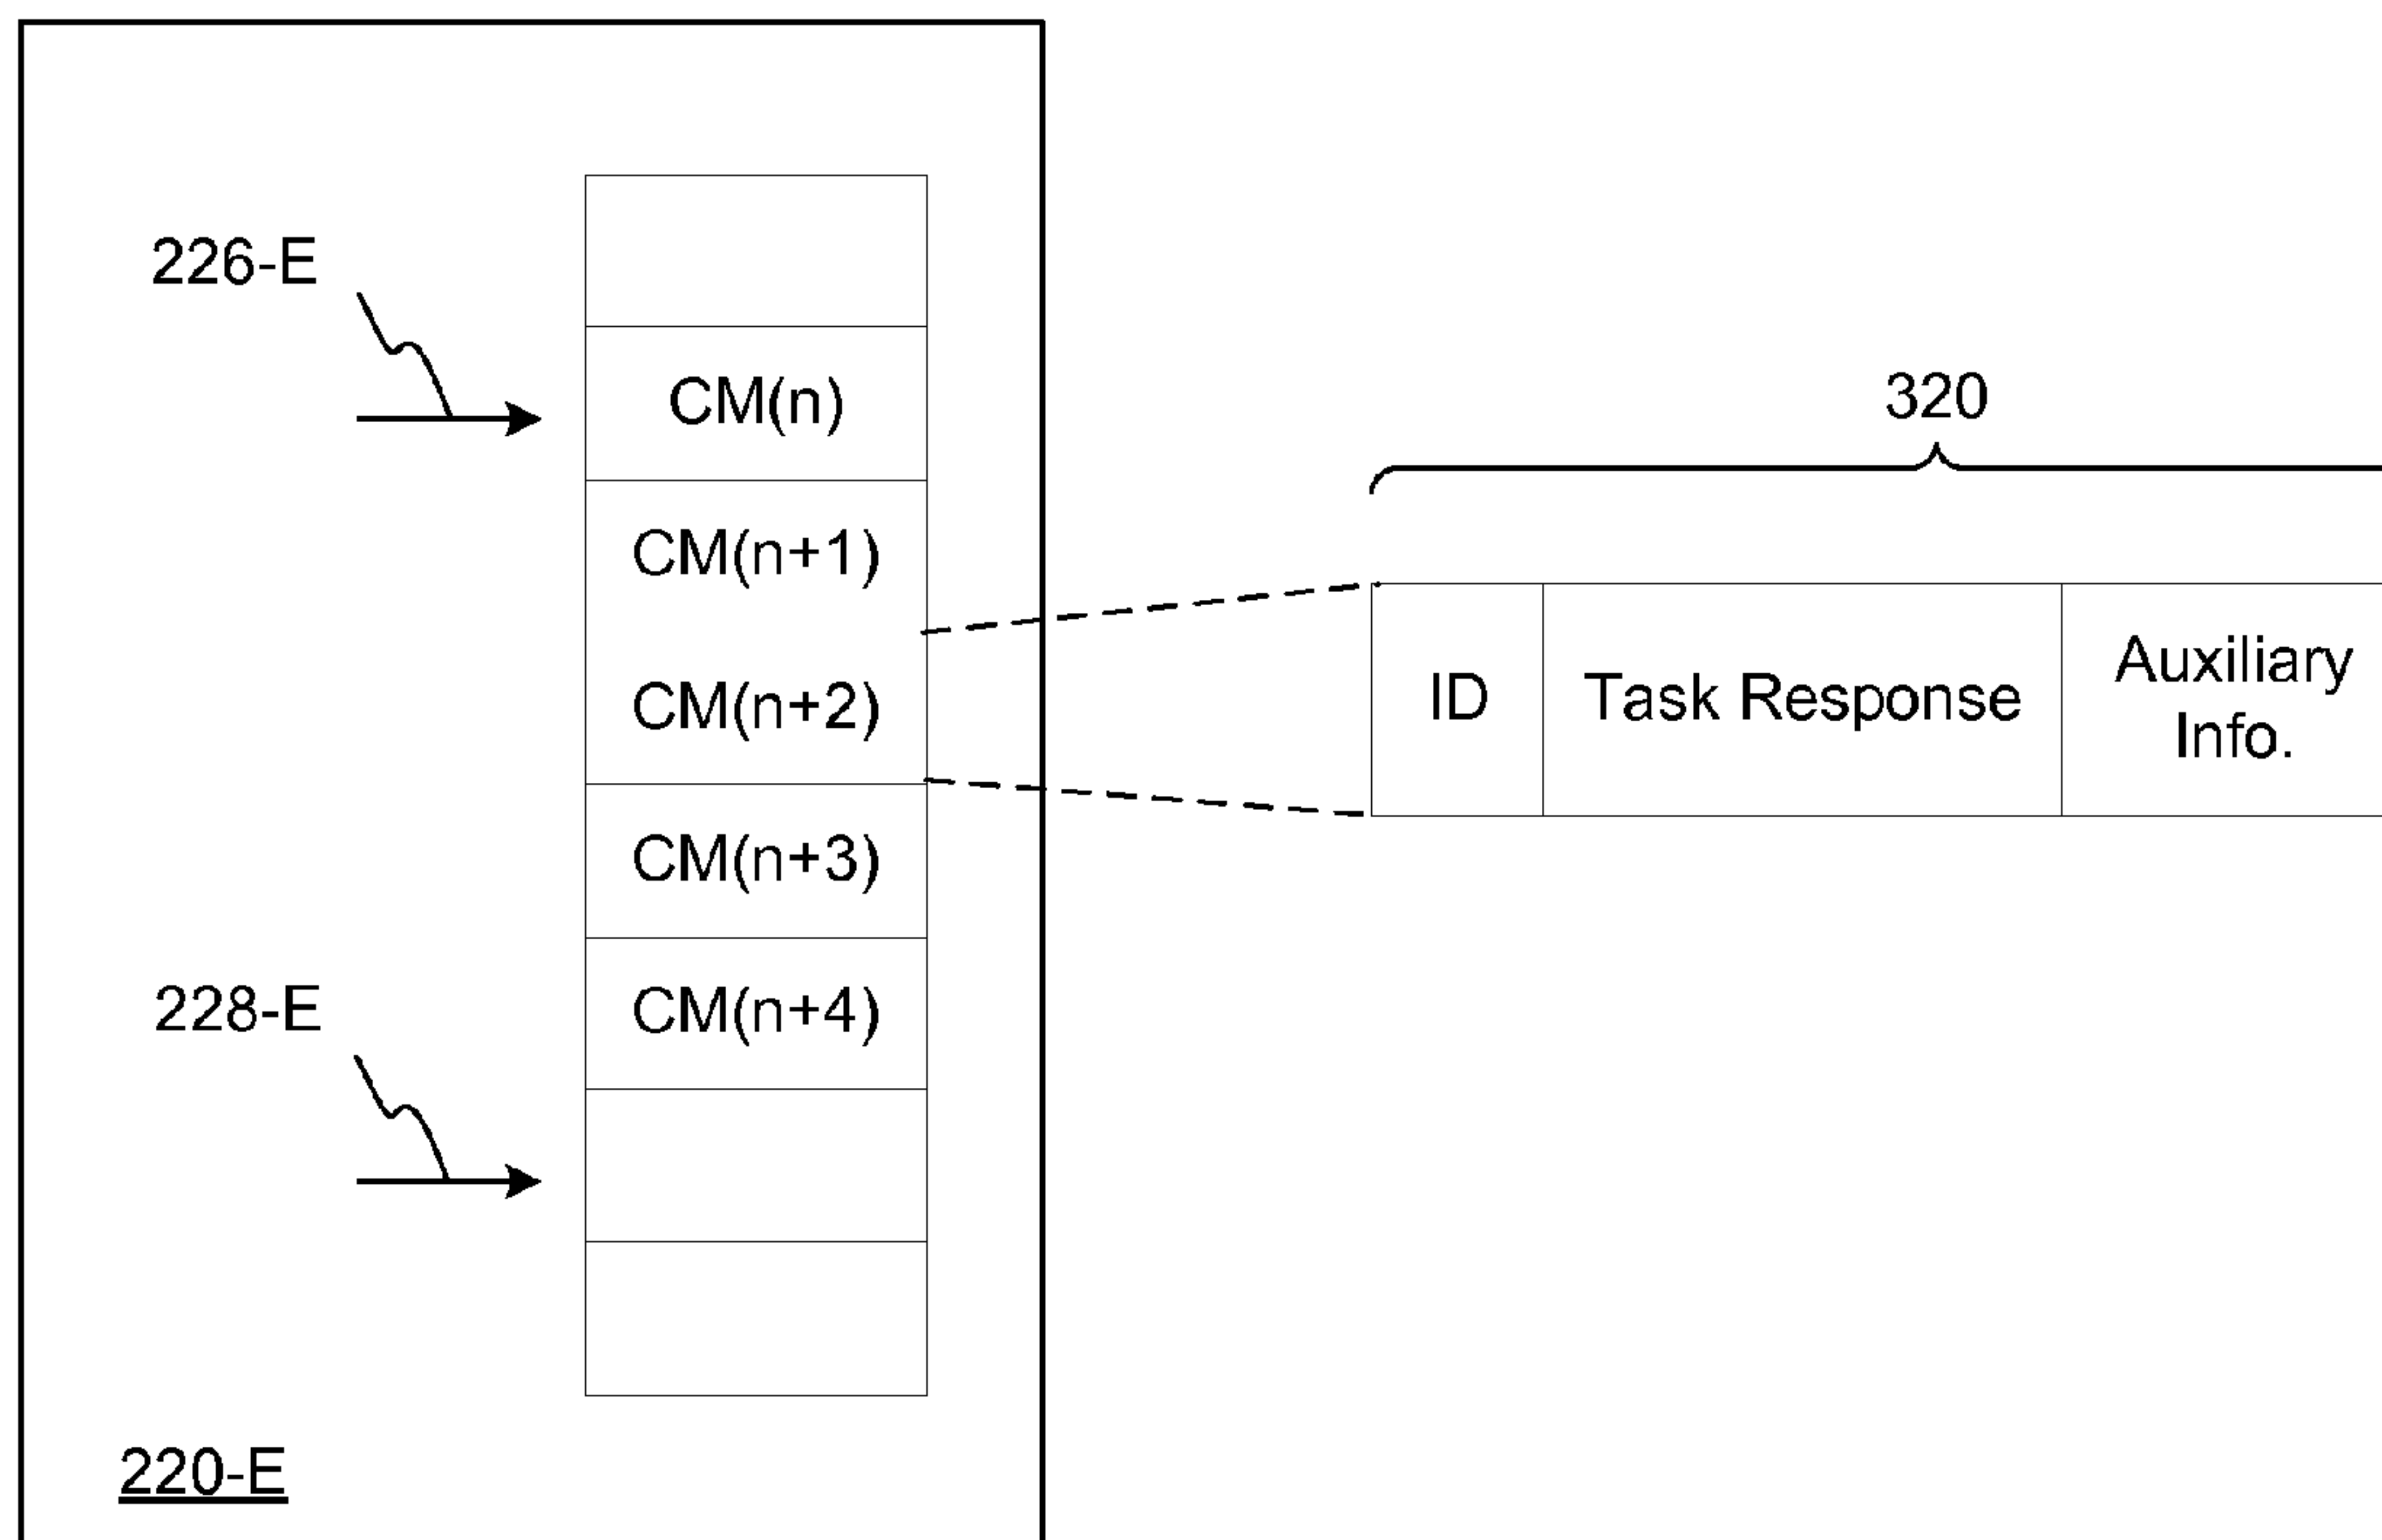 226-E
CM(n)
320
CM(n+1)
ID
Task Response
Auxiliary
Info.
CM(n+2)
CM(n+3)
228-E
CM(n+4)
220-E